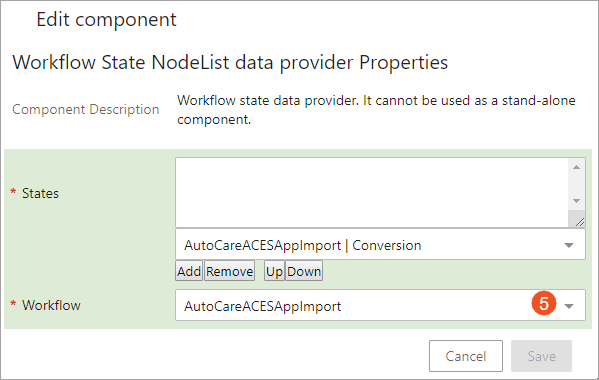 Edit component
Workflow State NodeList data provider Properties
Component Description
Workflow state data provider. It cannot be used as a stand-alone
component.
* States
AutoCareACESAppImport | Conversion
Add Remove Up Down
* Workflow AutoCareACESAppImport 5
Cancel Save